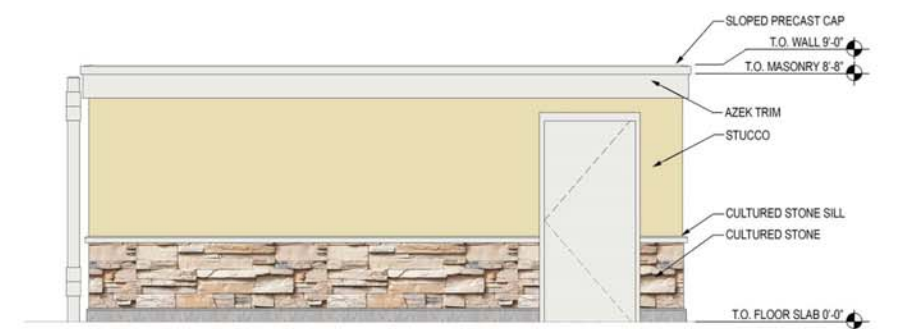 SLOPED PRECAST CAP
T.O. WALL 9'-0"
T.O. MASONRY 8'-8"
AZEK TRIM
STUCCO
CULTURED STONE SILL
CULTURED STONE
T.O. FLOOR SLAB 0'-0"